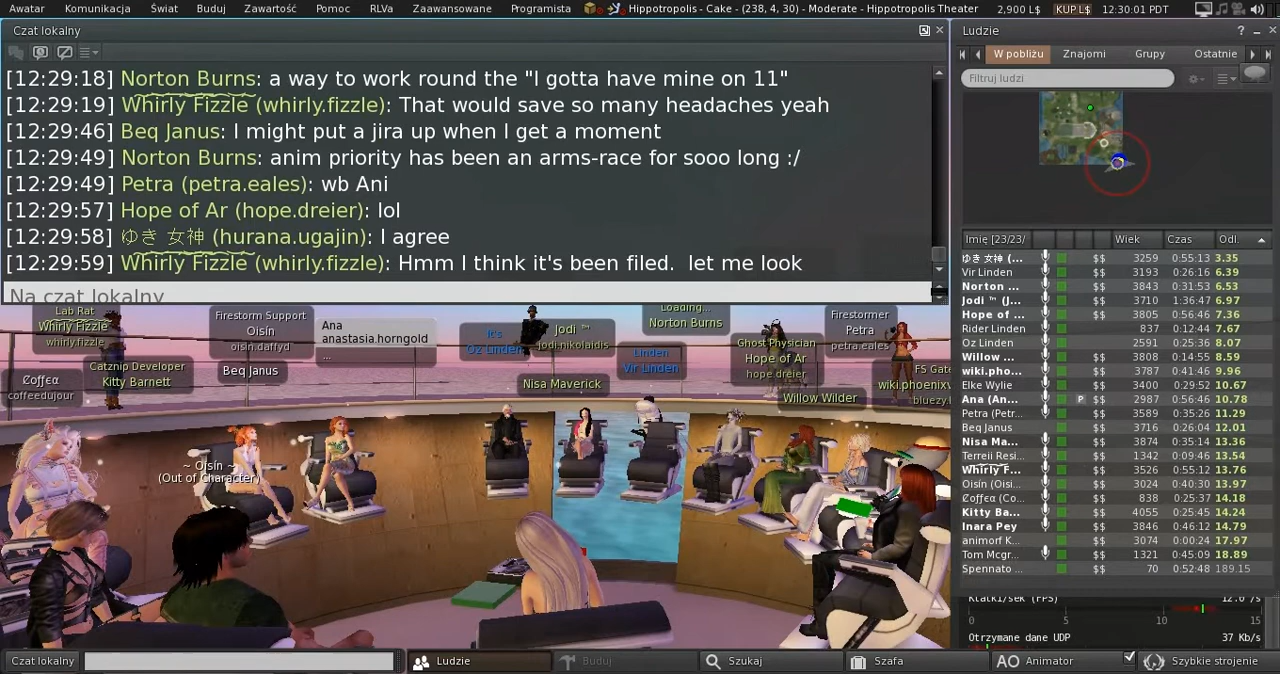 Awatar Komunikacja Świat Buduj Zawartość Pomoc RLVa Zaawansowane Programista Hippotropolis - Cake - (238, 4, 30) - Moderate - Hippotropolis Theater 2,900 L$ KUP L$ 12:30:01 PDT
Czat lokalny
[12:29:18] Norton Burns: a way to work round the "I gotta have mine on 11"
[12:29:19] Whirly Fizzle (whirly.fizzle): That would save so many headaches yeah
[12:29:46] Beq Janus: I might put a jira up when I get a moment
[12:29:49] Norton Burns: anim priority has been an arms-race for sooo long :/
[12:29:49] Petra (petra.eales): wb Ani
[12:29:57] Hope of Ar (hope.dreier): lol
[12:29:58] ゆき 女神 (hurana.ugajin): I agree
[12:29:59] Whirly Fizzle (whirly.fizzle): Hmm I think it's been filed.  let me look
Na czat lokalny
Lab Rat
Whirly Fizzle
whirly.fizzle
Firestorm Support
Oisín
oisin.daffyd
Ana
anastasia.horngold
...
It's
Oz Linden
Jodi ™
jodi.nikolaidis
Loading...
Norton Burns
Linden
Vir Linden
Ghost Physician
Hope of Ar
hope dreier
Firestormer
Petra
petra.eales
Ȼoffєα
coffeedujour
Catznip Developer
Kitty Barnett
Beq Janus
Nisa Maverick
Willow Wilder
FS Gate
wiki.phoenixv
bluezy.
~ Oisín ~
(Out of Character)
Ludzie
W pobliżu Znajomi Grupy Ostatnie
Filtruj ludzi
Imię [23/23/ Wiek Czas Odl.
ゆき 女神 (... $$ 3259 0:55:13 3.35
Vir Linden 3193 0:26:16 6.39
Norton ... $$ 3843 0:31:53 6.53
Jodi ™ (J... $$ 3710 1:36:47 6.97
Hope of ... $$ 3805 0:56:46 7.36
Rider Linden 837 0:12:44 7.67
Oz Linden 2591 0:25:36 8.07
Willow ... $$ 3808 0:14:55 8.59
wiki.pho... $$ 3787 0:41:46 9.96
Elke Wylie $$ 3400 0:29:52 10.67
Ana (An... P $$ 2987 0:56:46 10.78
Petra (Petr... $$ 3589 0:35:26 11.29
Beq Janus $$ 3716 0:26:04 12.01
Nisa Ma... $$ 3874 0:35:14 13.36
Terreii Resi... $$ 1342 0:09:46 13.54
Whirly F... $$ 3526 0:55:12 13.76
Oisín (Oisi... $$ 3024 0:40:30 13.97
Ȼoffєα (Co... $$ 838 0:25:37 14.18
Kitty Ba... $$ 4055 0:25:45 14.24
Inara Pey $$ 3846 0:46:12 14.79
animorf K... $$ 3074 0:00:24 17.97
Tom Mcgr... $$ 1321 0:45:09 18.89
Spennato ... $$ 70 0:52:48 189.15
Klatki/sek (FPS) 12.0 /s
0 5 10 15
Otrzymane dane UDP 37 Kb/s
Czat lokalny Ludzie Buduj Szukaj Szafa AO Animator Szybkie strojenie